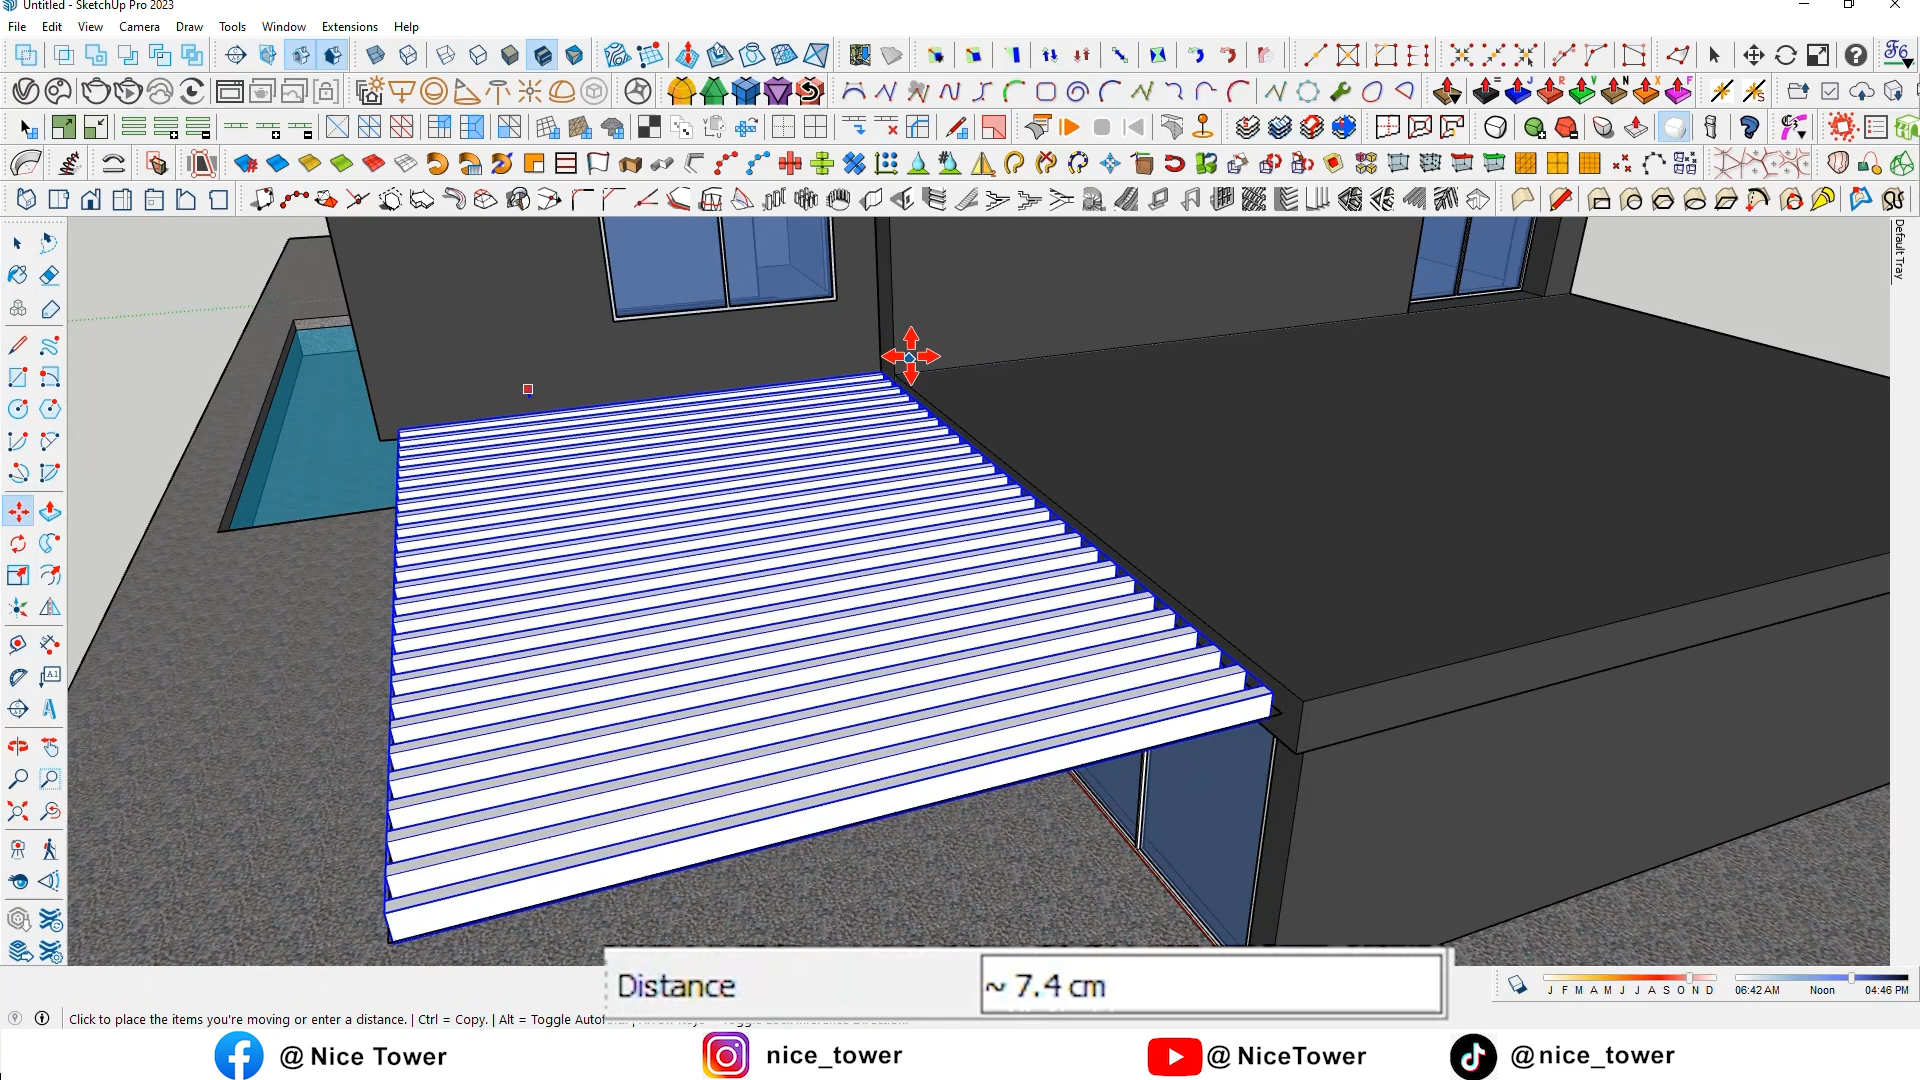 Untitled - SketchUp Pro 2023
File Edit View Camera Draw Tools Window Extensions Help
Default Tray
Distance ~ 7.4 cm
J F M A M J J A S O N D 06:42 AM Noon 04:46 PM
Click to place the items you're moving or enter a distance. | Ctrl = Copy. | Alt = Toggle
@ Nice Tower nice_tower @ NiceTower @nice_tower